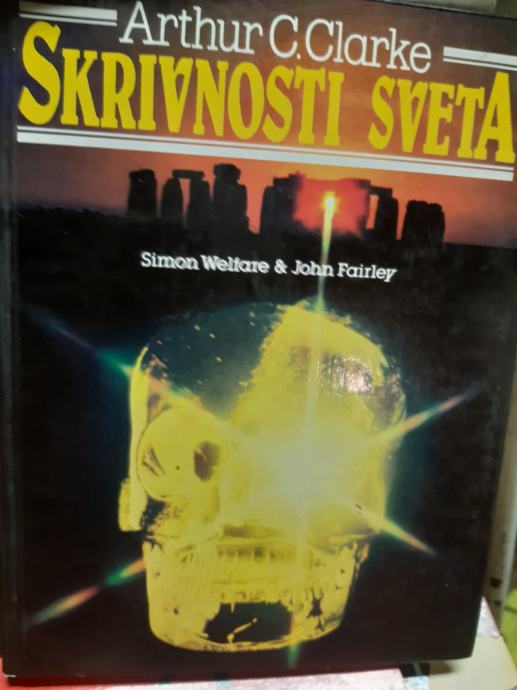 Arthur C. Clarke
SKRIVNOSTI SVETA
Simon Welfare & John Fairley